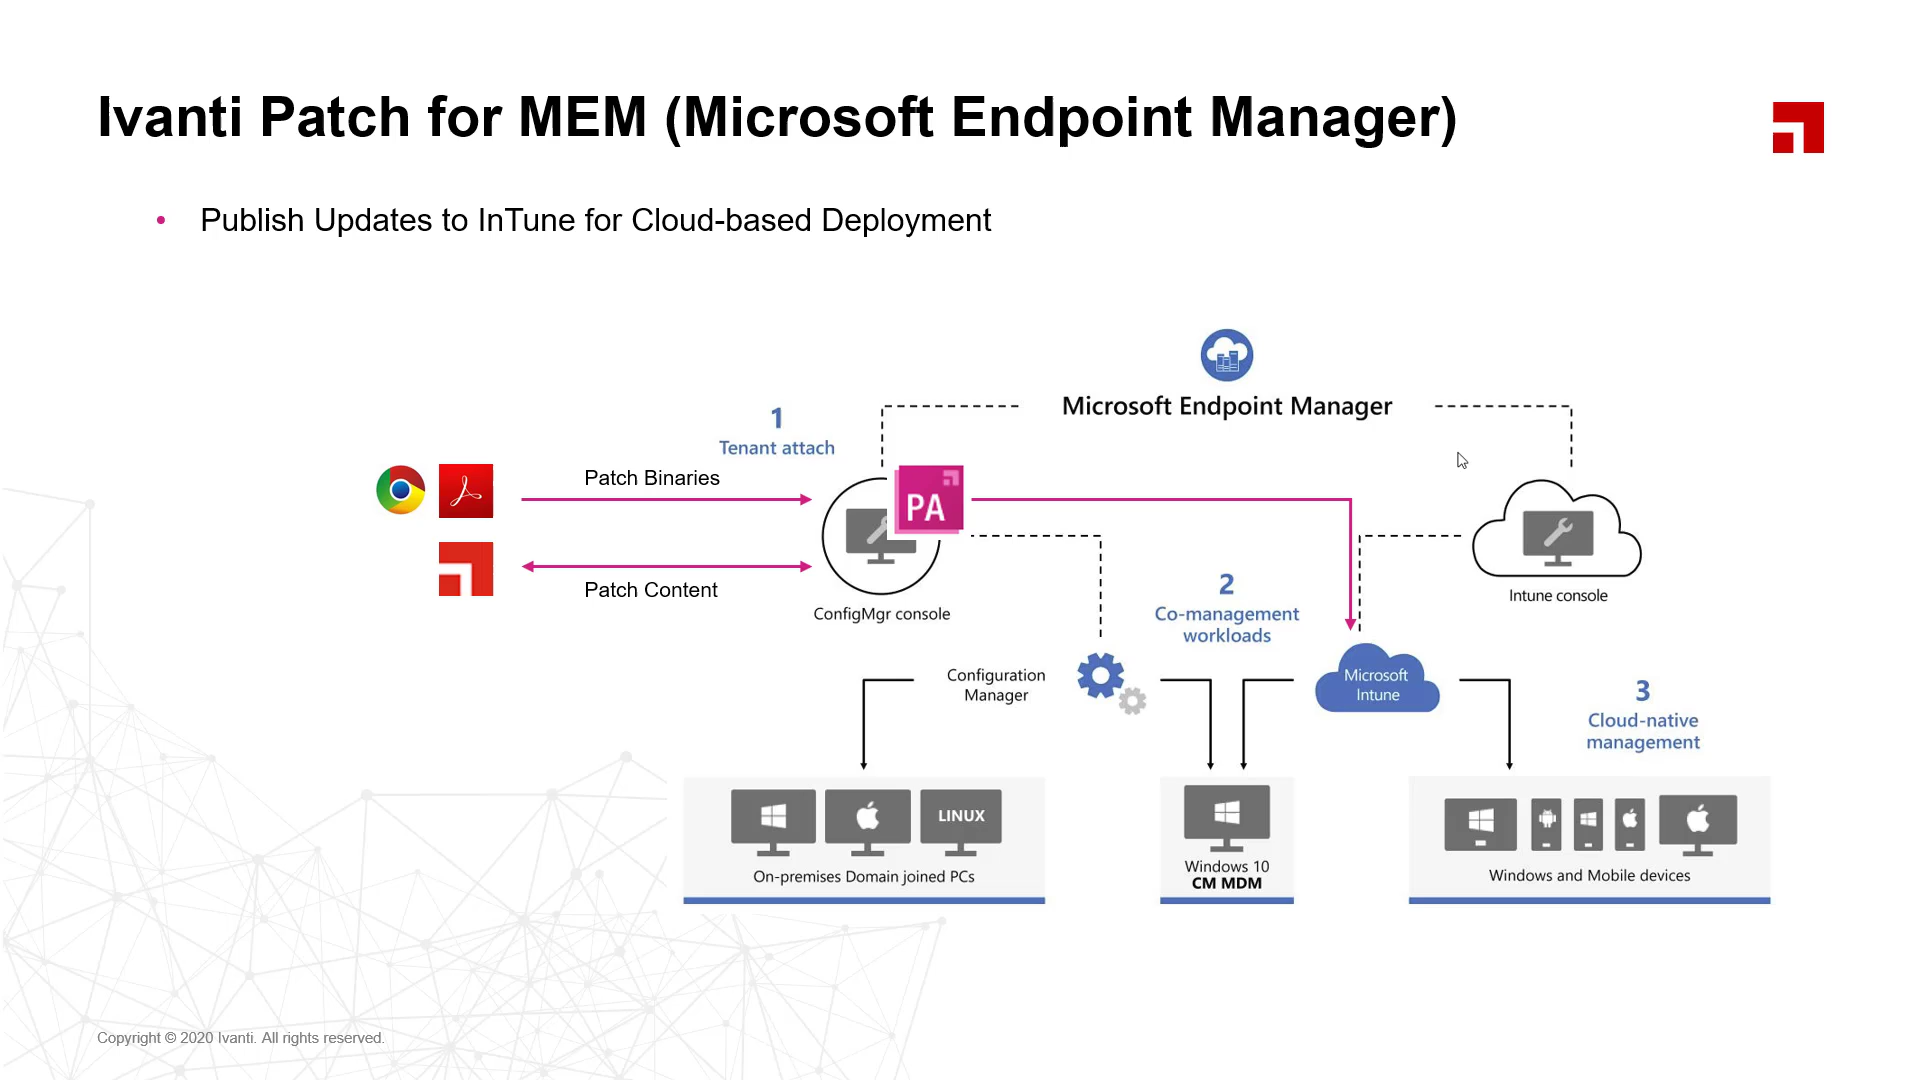 Ivanti Patch for MEM (Microsoft Endpoint Manager)
Publish Updates to InTune for Cloud-based Deployment
Microsoft Endpoint Manager
1
Tenant attach
Patch Binaries
PA
Patch Content
ConfigMgr console
Intune console
2
Co-management
workloads
Configuration
Manager
Microsoft
Intune
3
Cloud-native
management
LINUX
On-premises Domain joined PCs
Windows 10
CM MDM
Windows and Mobile devices
Copyright © 2020 Ivanti. All rights reserved.